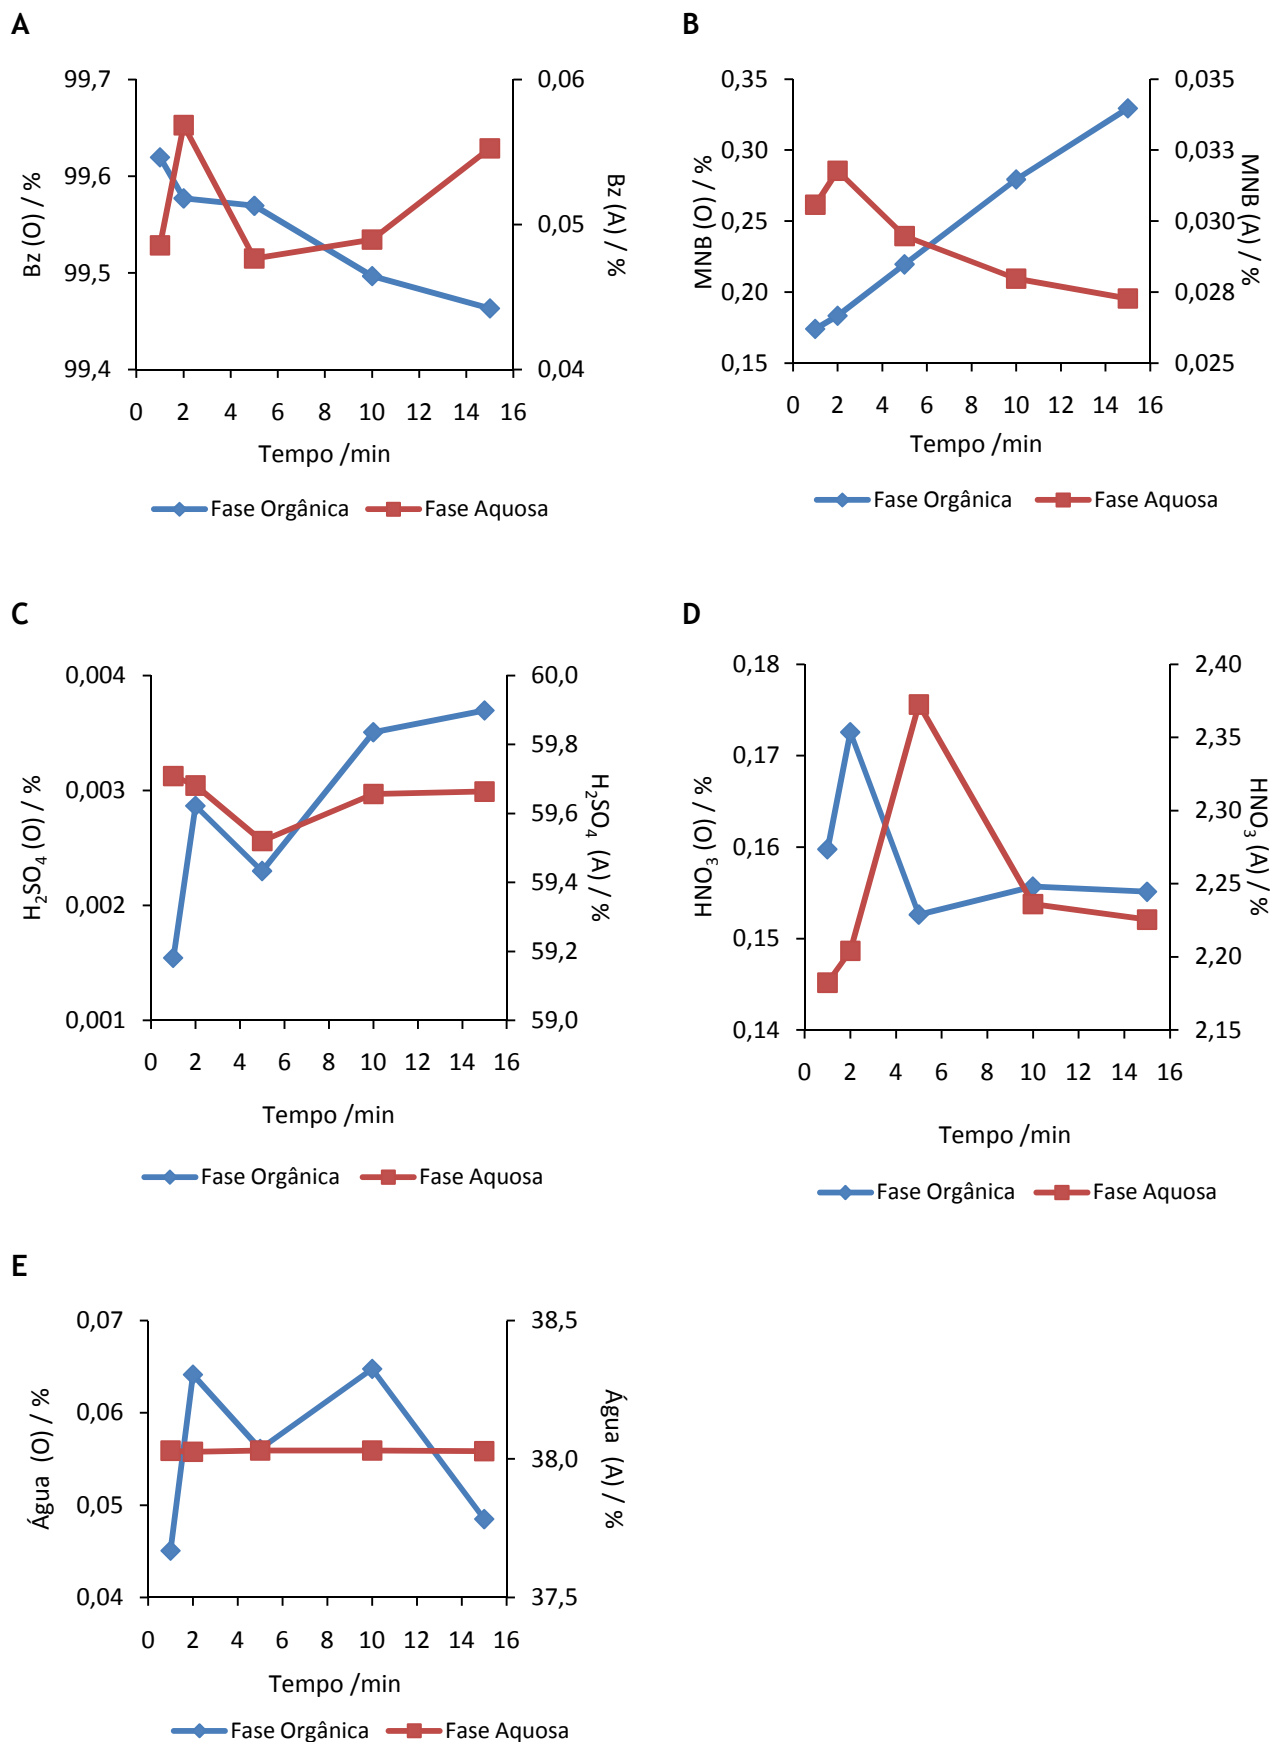 A
99,7
99,6
99,5
99,4
Bz (O) / %
0,06
0,05
0,04
Bz (A) / %
0 2 4 6 8 10 12 14 16
Tempo /min
Fase Orgânica Fase Aquosa
B
0,35
0,30
0,25
0,20
0,15
MNB (O) / %
0,035
0,033
0,030
0,028
0,025
MNB (A) / %
0 2 4 6 8 10 12 14 16
Tempo /min
Fase Orgânica Fase Aquosa
C
0,004
0,003
0,002
0,001
H₂SO₄ (O) / %
60,0
59,8
59,6
59,4
59,2
59,0
H₂SO₄ (A) / %
0 2 4 6 8 10 12 14 16
Tempo /min
Fase Orgânica Fase Aquosa
D
0,18
0,17
0,16
0,15
0,14
HNO₃ (O) / %
2,40
2,35
2,30
2,25
2,20
2,15
HNO₃ (A) / %
0 2 4 6 8 10 12 14 16
Tempo /min
Fase Orgânica Fase Aquosa
E
0,07
0,06
0,05
0,04
Água (O) / %
38,5
38,0
37,5
Água (A) / %
0 2 4 6 8 10 12 14 16
Tempo /min
Fase Orgânica Fase Aquosa